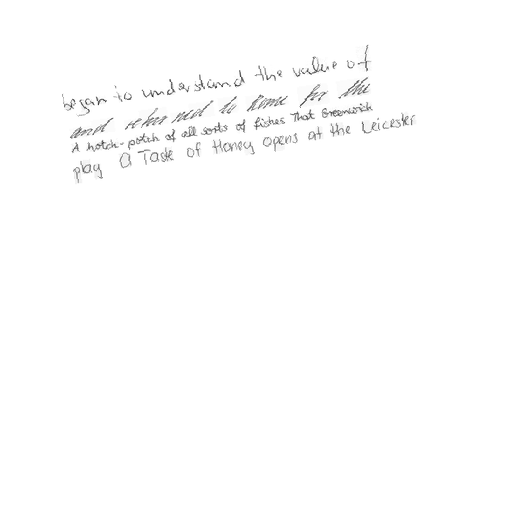 began to understand the value of
and returned to home for the
A hotch-potch of all sorts of fishes That Greenwich
play A Taste of Honey opens at the Leicester